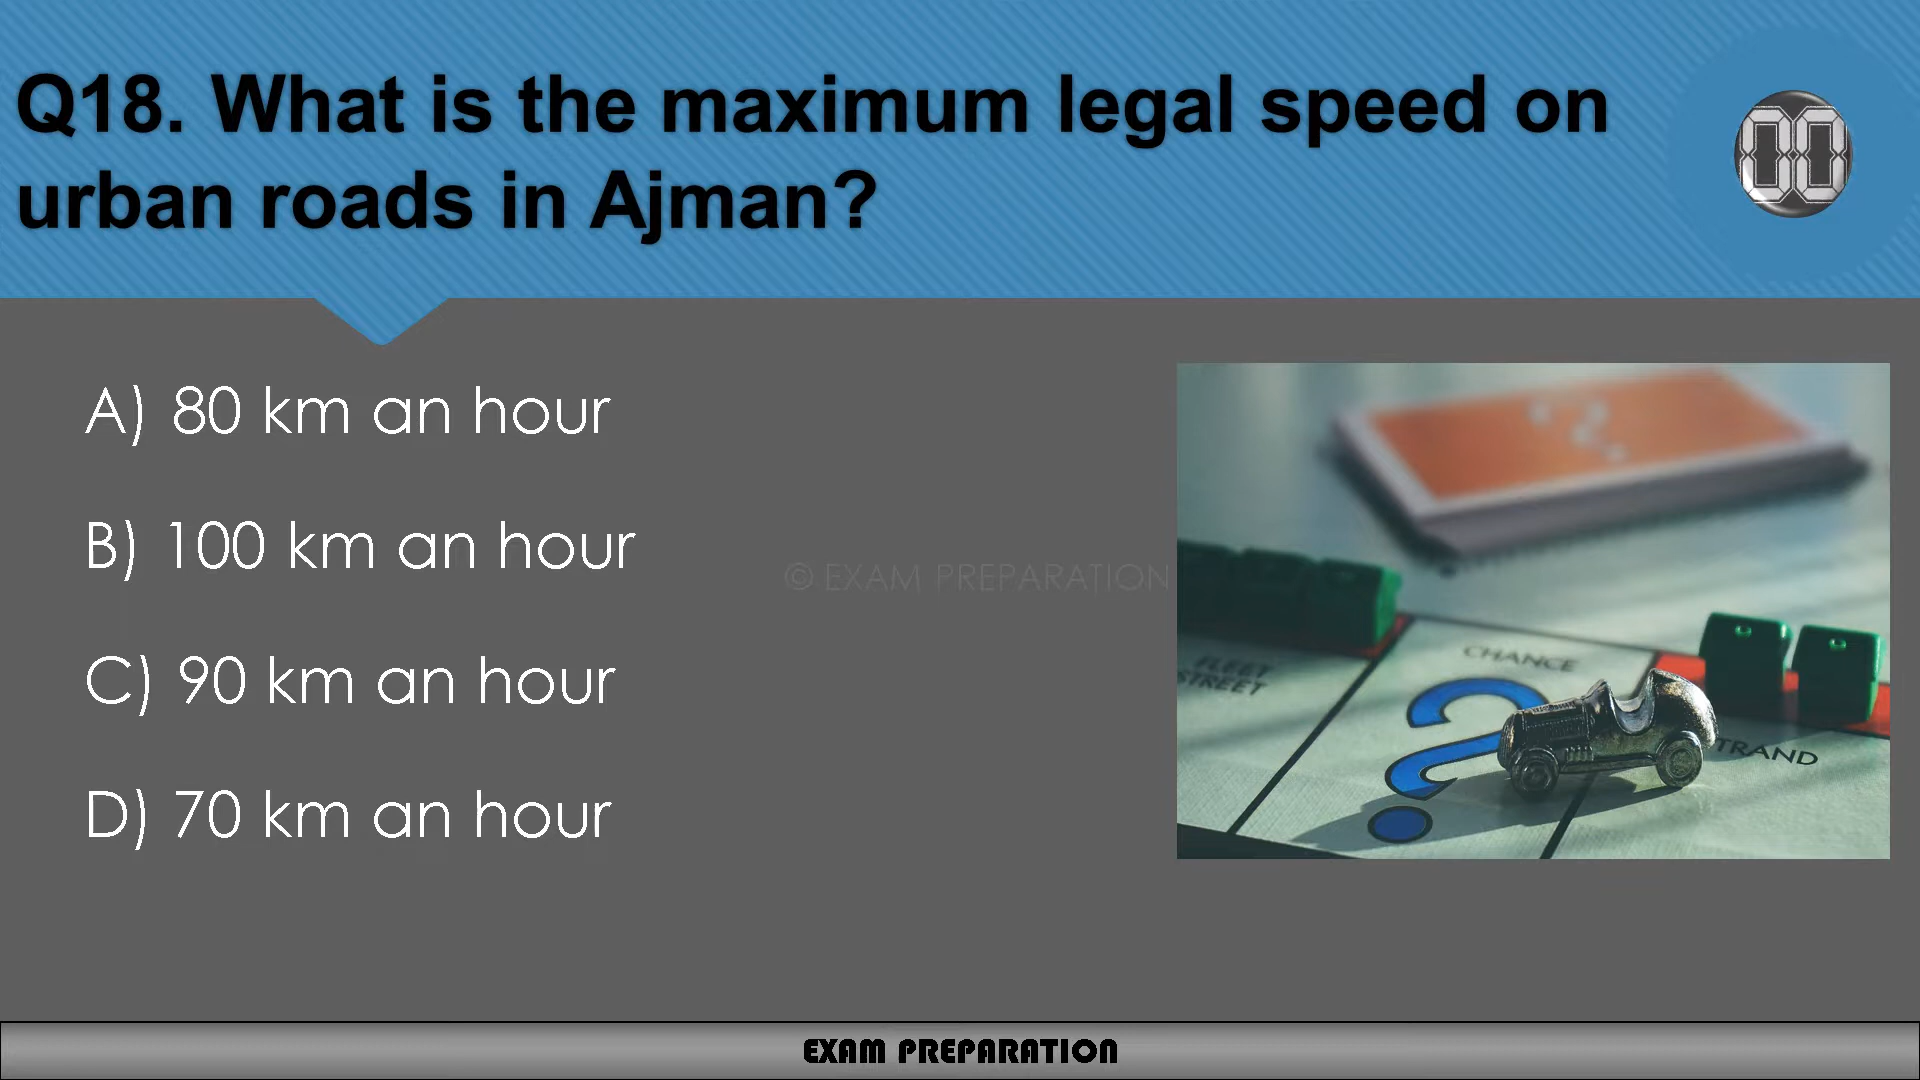 Q18. What is the maximum legal speed on
urban roads in Ajman?
00
A) 80 km an hour
B) 100 km an hour
C) 90 km an hour
D) 70 km an hour
© EXAM PREPARATION
CHANCE
FLEET
STREET
TRAND
EXAM PREPARATION